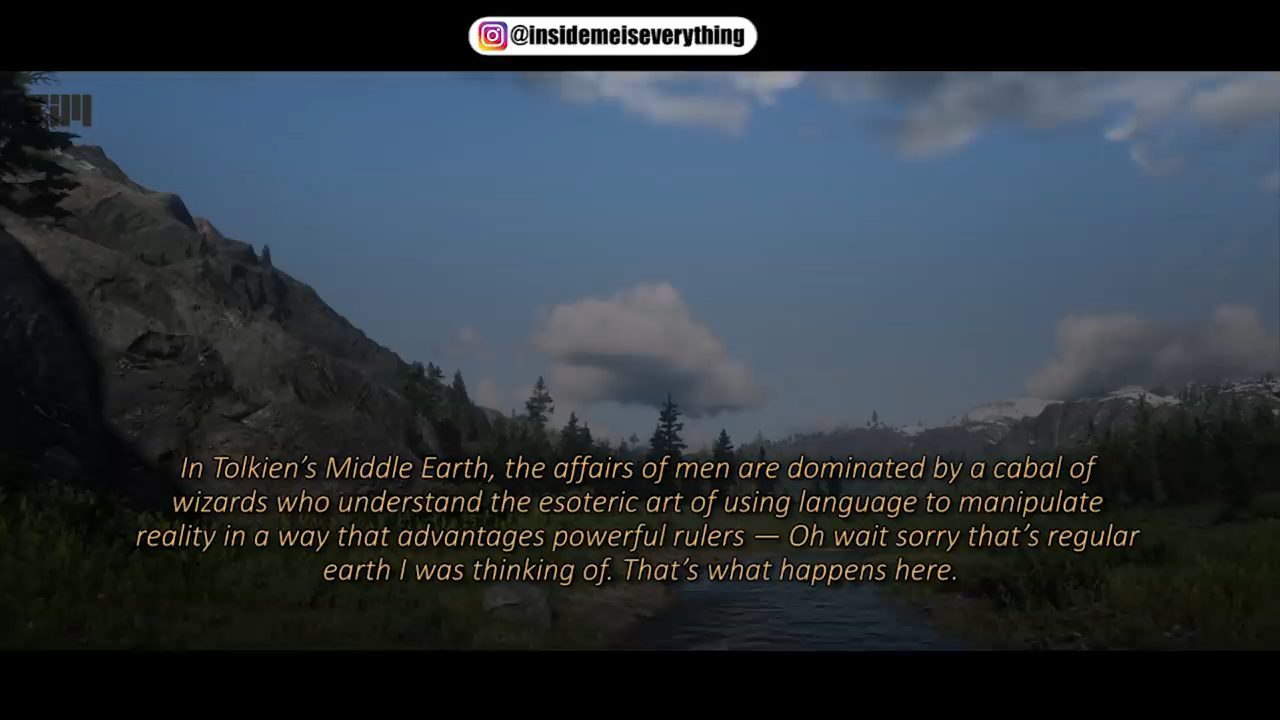 @insidemeiseverything
In Tolkien’s Middle Earth, the affairs of men are dominated by a cabal of
wizards who understand the esoteric art of using language to manipulate
reality in a way that advantages powerful rulers — Oh wait sorry that’s regular
earth I was thinking of. That’s what happens here.